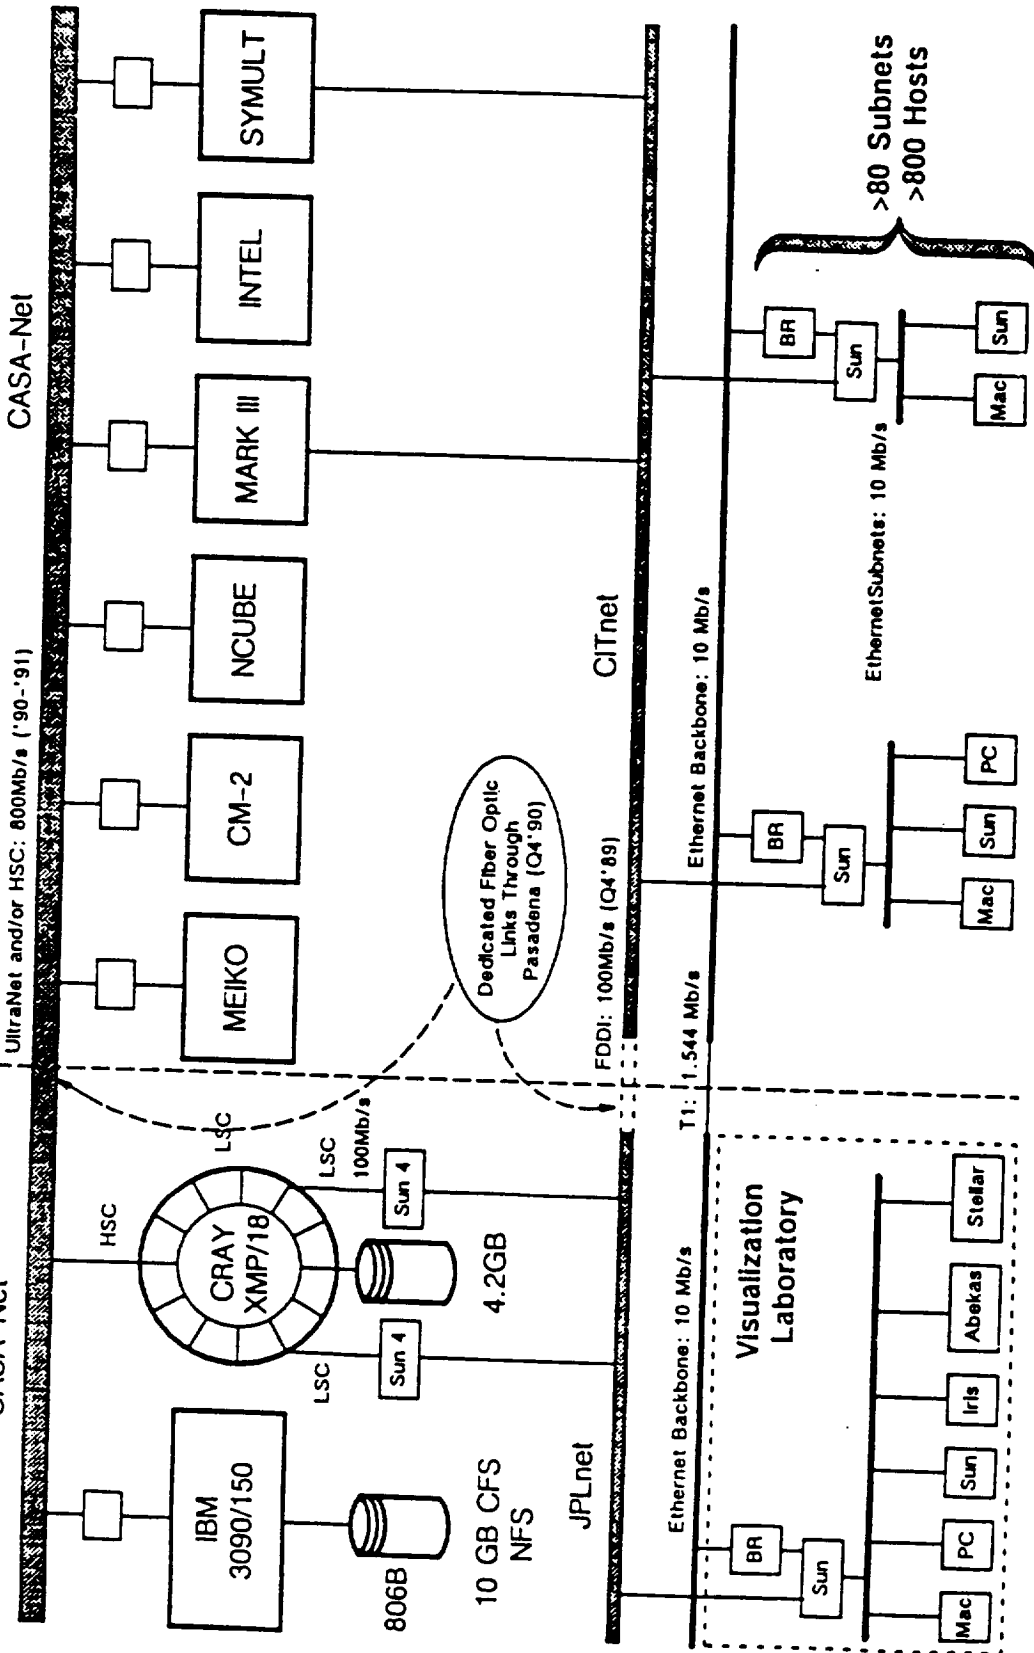 CASA-Net
CASA-Net
UltraNet and/or HSC: 800Mb/s ('90-'91)
IBM
3090/150
806B
10 GB CFS
NFS
HSC
CRAY
XMP/18
LSC
LSC
LSC
100Mb/s
Sun 4
Sun 4
4.2GB
MEIKO
CM-2
NCUBE
MARK III
INTEL
SYMULT
Dedicated Fiber Optic
Links Through
Pasadena (Q4'90)
JPLnet
FDDI: 100Mb/s (Q4'89)
CITnet
Ethernet Backbone: 10 Mb/s
T1: 1.544 Mb/s
Ethernet Backbone: 10 Mb/s
Visualization
Laboratory
BR
Sun
Mac
PC
Sun
Iris
Abekas
Stellar
BR
Sun
Mac
Sun
PC
EthernetSubnets: 10 Mb/s
BR
Sun
Mac
Sun
>80 Subnets
>800 Hosts